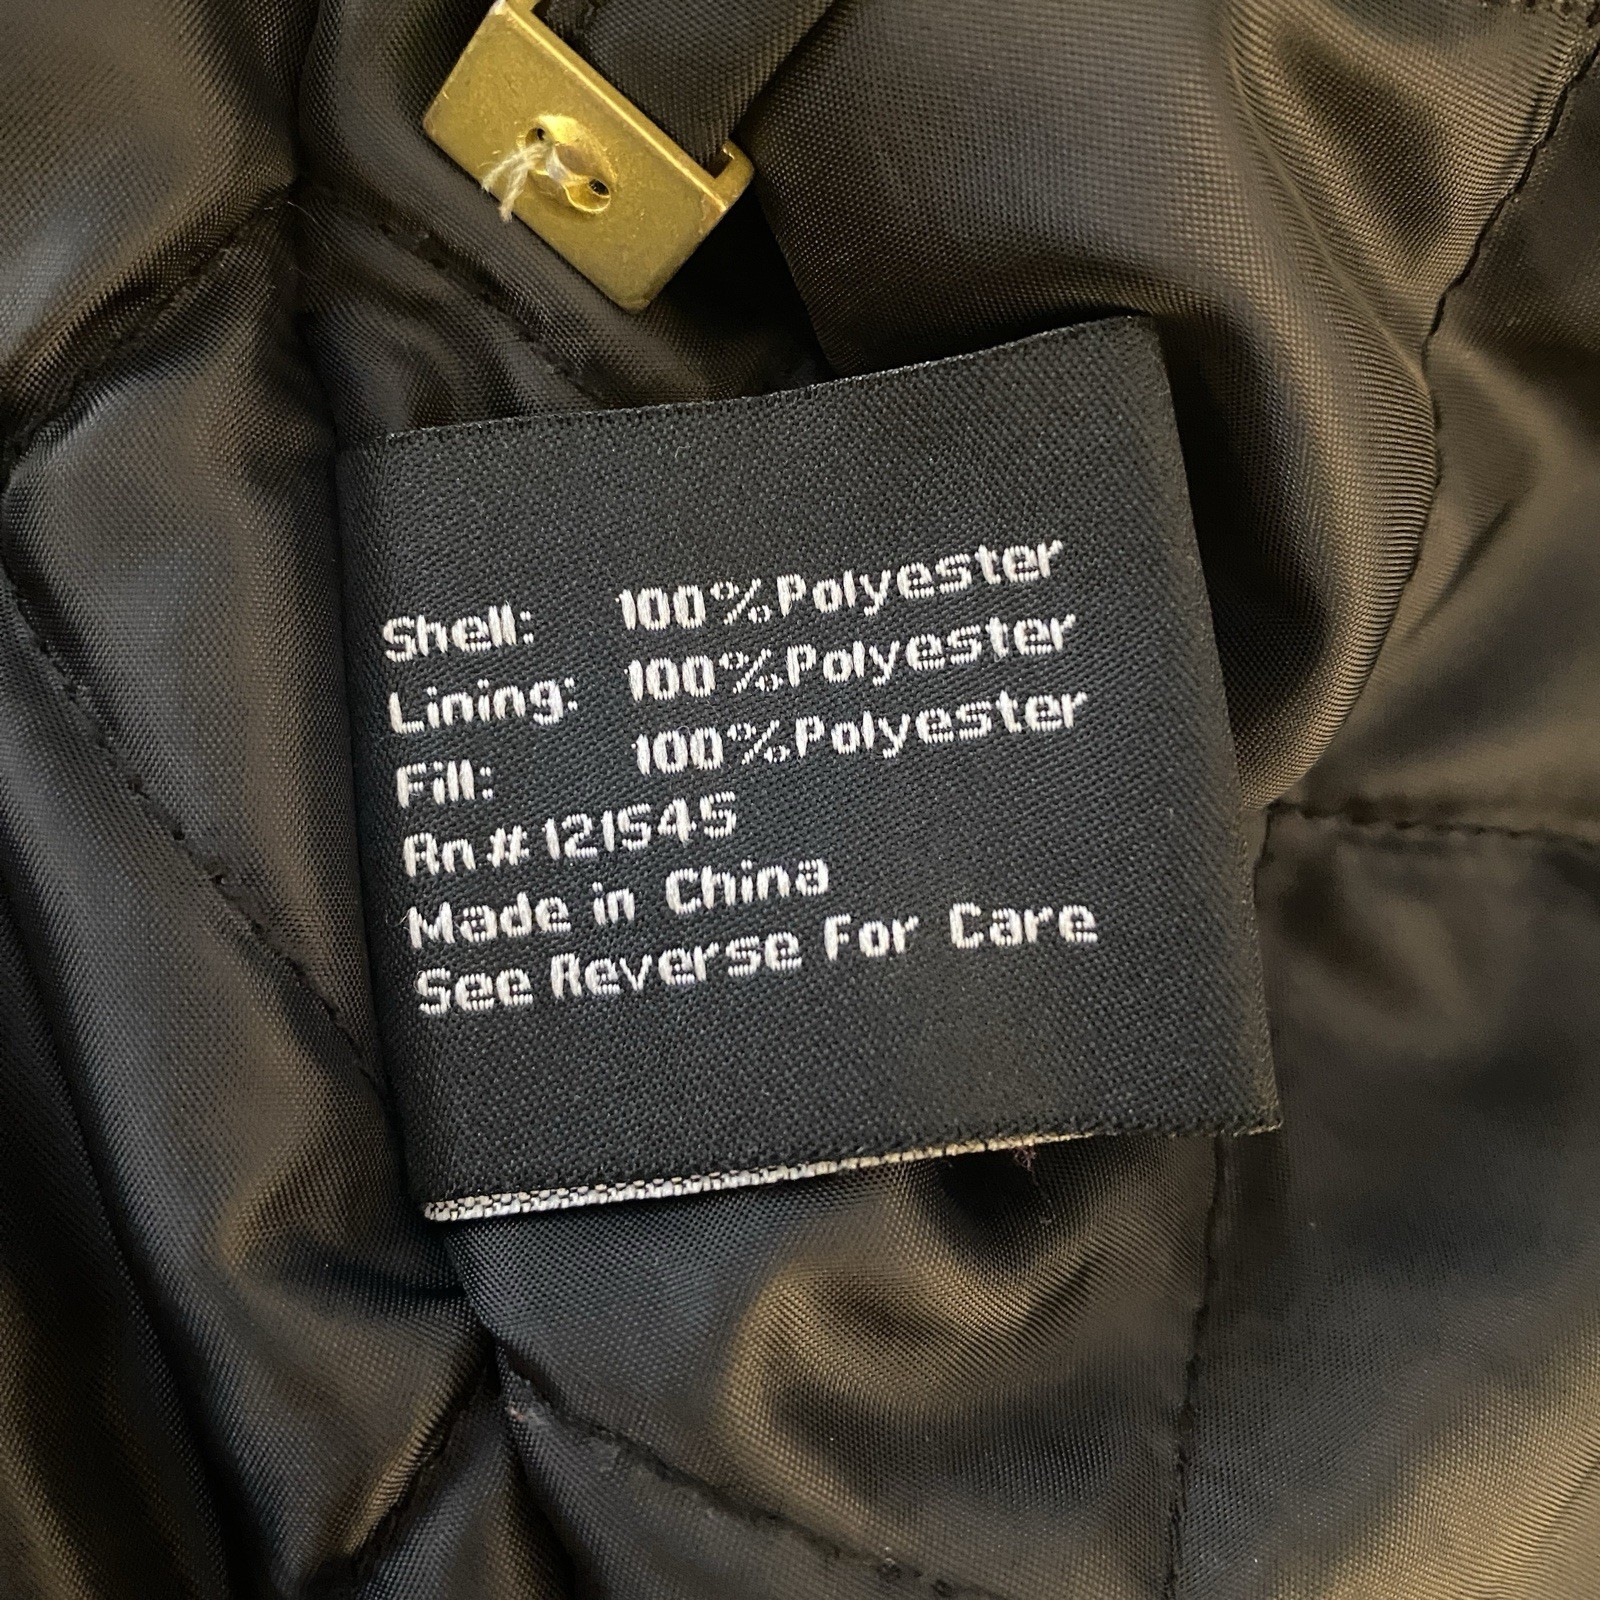 Shell: 100%Polyester
Lining: 100%Polyester
Fill: 100%Polyester
Rn#121545
Made in China
See Reverse For Care